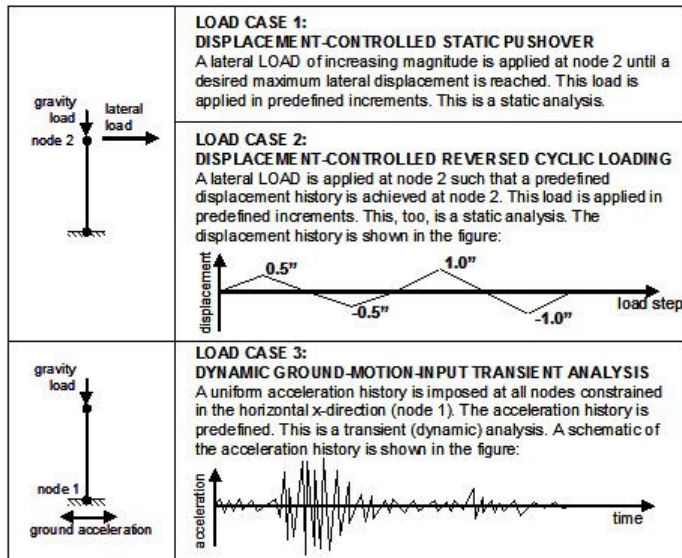 LOAD CASE 1:
DISPLACEMENT-CONTROLLED STATIC PUSHOVER
A lateral LOAD of increasing magnitude is applied at node 2 until a
desired maximum lateral displacement is reached. This load is
applied in predefined increments. This is a static analysis.
gravity
load
lateral
load
node 2
LOAD CASE 2:
DISPLACEMENT-CONTROLLED REVERSED CYCLIC LOADING
A lateral LOAD is applied at node 2 such that a predefined
displacement history is achieved at node 2. This load is applied in
predefined increments. This, too, is a static analysis. The
displacement history is shown in the figure:
displacement
0.5"
-0.5"
1.0"
-1.0"
load step
gravity
load
node 1
ground acceleration
LOAD CASE 3:
DYNAMIC GROUND-MOTION-INPUT TRANSIENT ANALYSIS
A uniform acceleration history is imposed at all nodes constrained
in the horizontal x-direction (node 1). The acceleration history is
predefined. This is a transient (dynamic) analysis. A schematic of
the acceleration history is shown in the figure:
acceleration
time